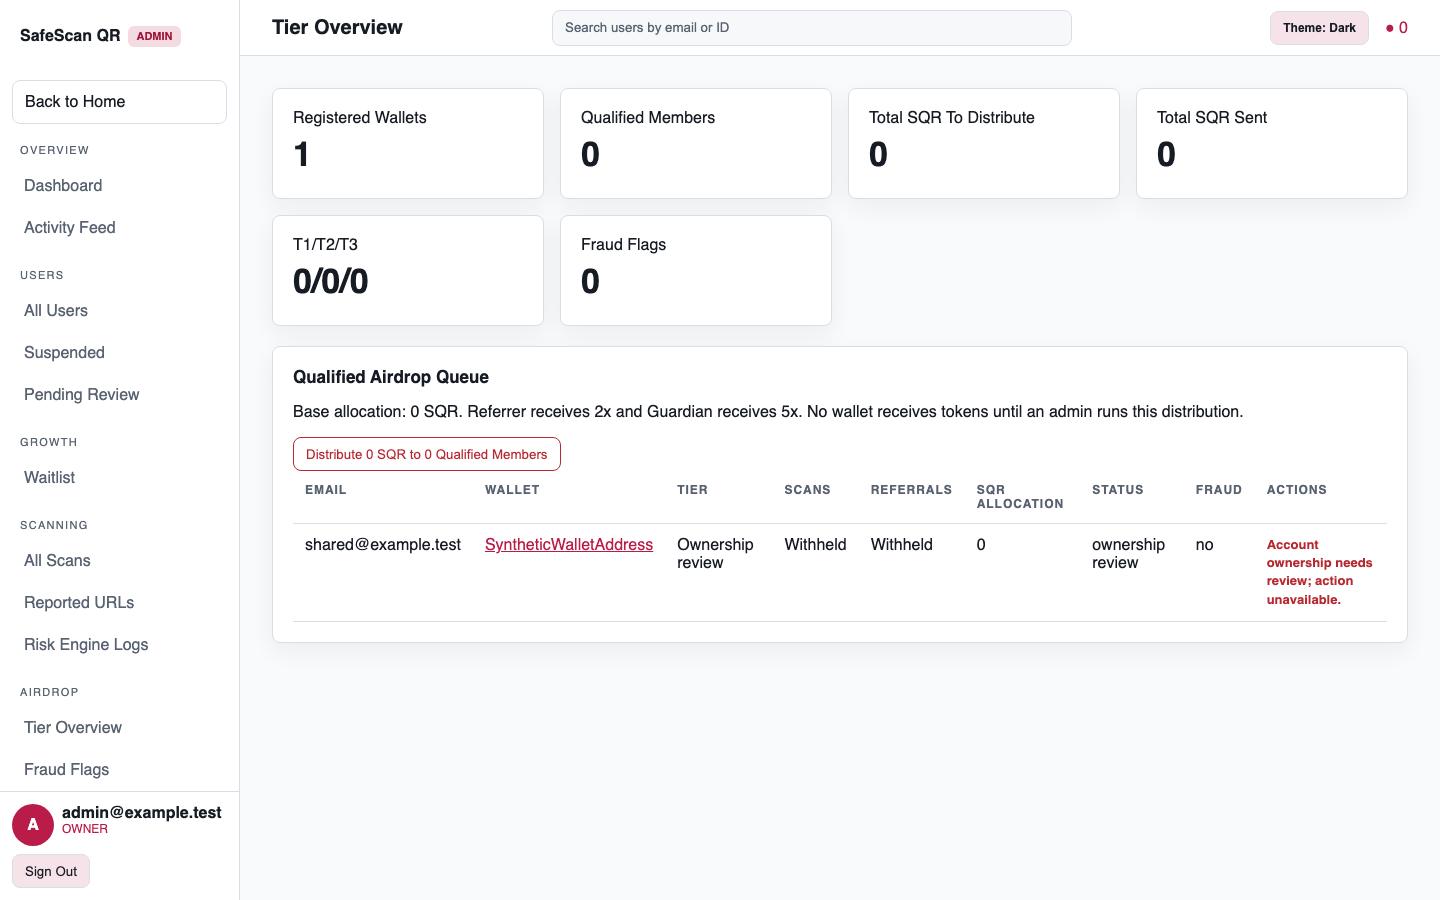 SafeScan QR ADMIN
Back to Home
OVERVIEW
Dashboard
Activity Feed
USERS
All Users
Suspended
Pending Review
GROWTH
Waitlist
SCANNING
All Scans
Reported URLs
Risk Engine Logs
AIRDROP
Tier Overview
Fraud Flags
A
admin@example.test
OWNER
Sign Out
Tier Overview
Search users by email or ID
Theme: Dark
● 0
Registered Wallets
1
Qualified Members
0
Total SQR To Distribute
0
Total SQR Sent
0
T1/T2/T3
0/0/0
Fraud Flags
0
Qualified Airdrop Queue
Base allocation: 0 SQR. Referrer receives 2x and Guardian receives 5x. No wallet receives tokens until an admin runs this distribution.
Distribute 0 SQR to 0 Qualified Members
EMAIL
WALLET
TIER
SCANS
REFERRALS
SQR
ALLOCATION
STATUS
FRAUD
ACTIONS
shared@example.test
SyntheticWalletAddress
Ownership
review
Withheld
Withheld
0
ownership
review
no
Account
ownership needs
review; action
unavailable.